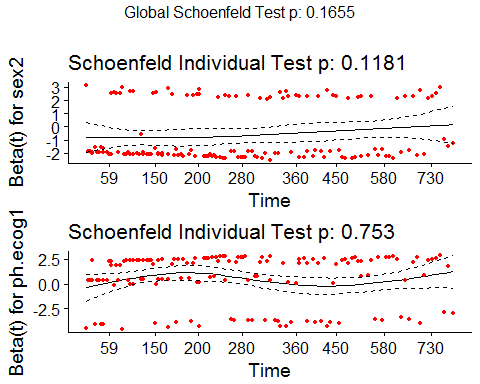 Global Schoenfeld Test p: 0.1655
Schoenfeld Individual Test p: 0.1181
Beta(t) for sex2
3
2
1
0
-1
-2
59 150 200 280 360 450 580 730
Time
Schoenfeld Individual Test p: 0.753
Beta(t) for ph.ecog1
2.5
0.0
-2.5
59 150 200 280 360 450 580 730
Time